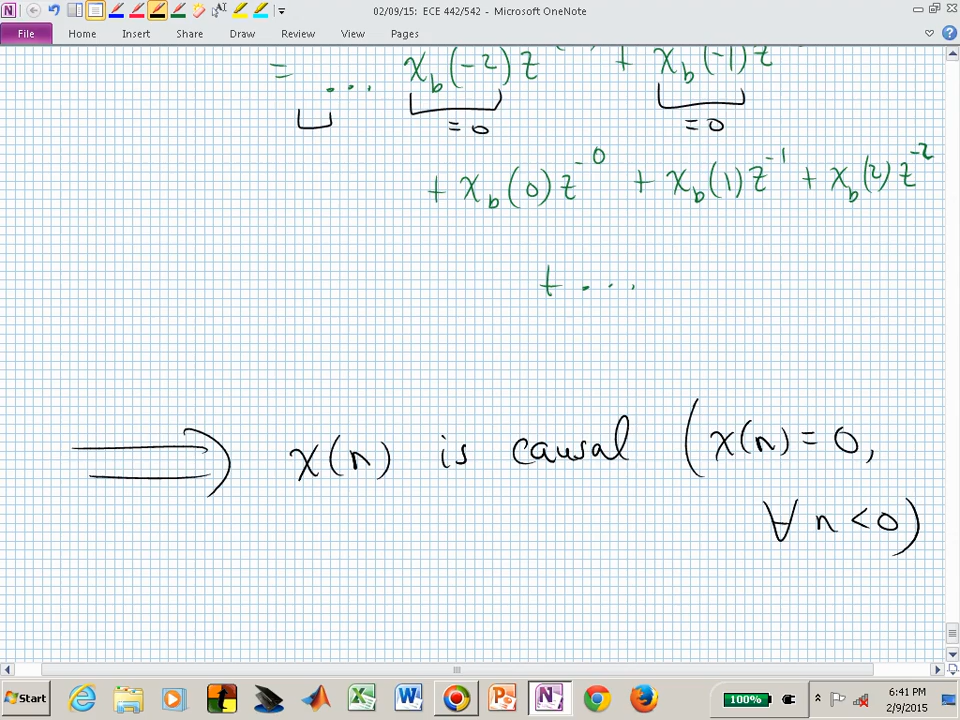 02/09/15: ECE 442/542 - Microsoft OneNote
File Home Insert Share Draw Review View Pages
= ... x_b(-2) z + x_b(-1) z
= 0 = 0
+ x_b(0) z^-0 + x_b(1) z^-1 + x_b(2) z^-2
+ ...
⟹ x(n) is causal (x(n) = 0,
∀ n < 0)
Start 100% 6:41 PM
2/9/2015